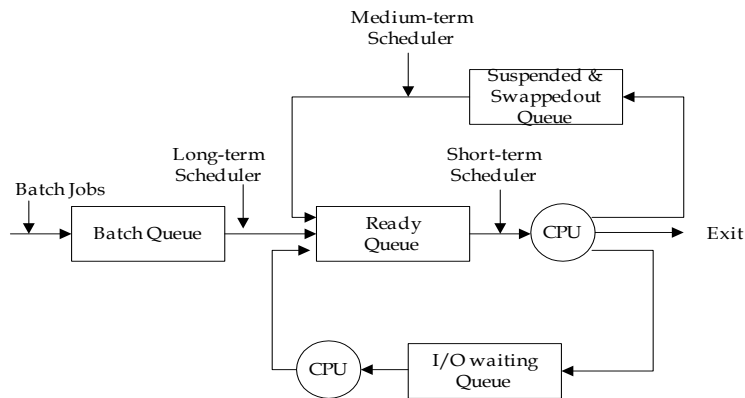 Medium-term
Scheduler
Suspended &
Swappedout
Queue
Long-term
Scheduler
Short-term
Scheduler
Batch Jobs
Batch Queue
Ready
Queue
CPU
Exit
CPU
I/O waiting
Queue